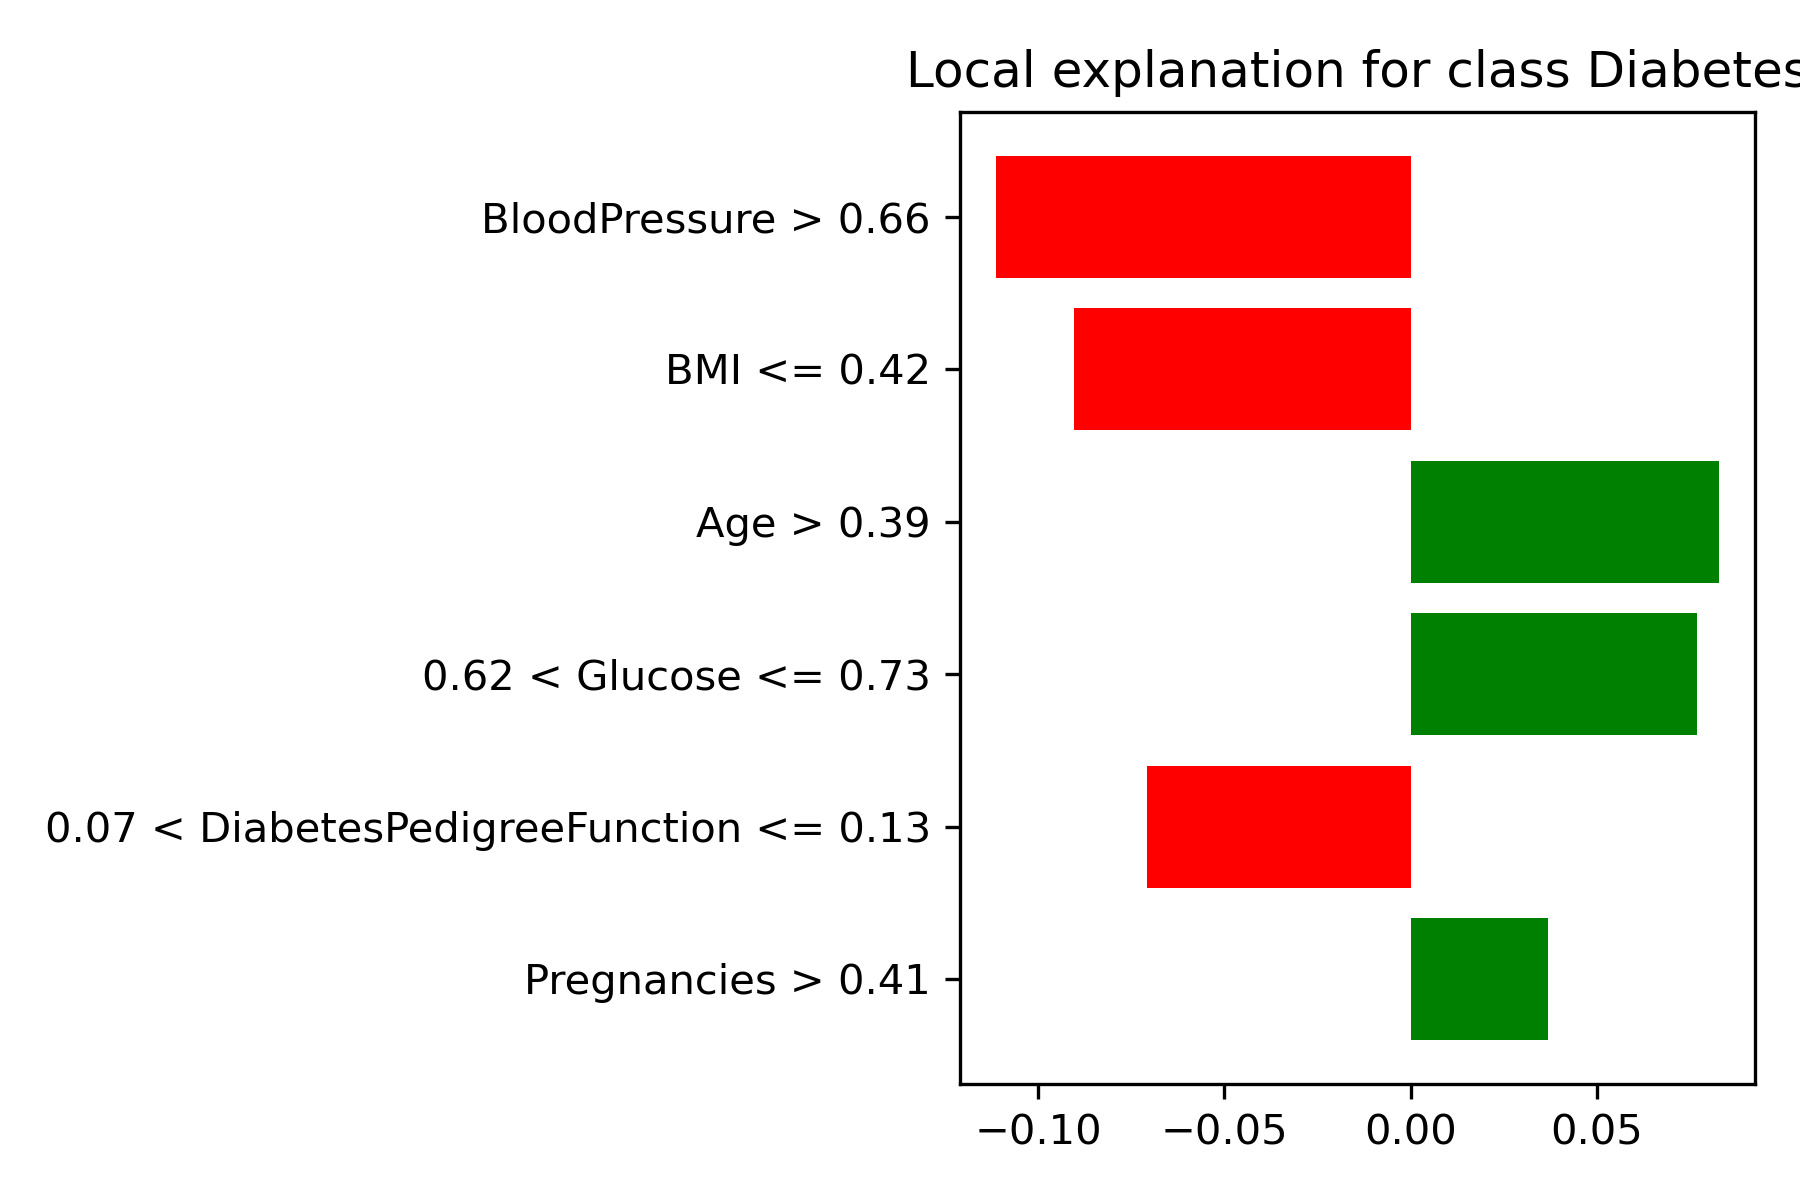 Local explanation for class Diabetes
BloodPressure > 0.66
BMI <= 0.42
Age > 0.39
0.62 < Glucose <= 0.73
0.07 < DiabetesPedigreeFunction <= 0.13
Pregnancies > 0.41
−0.10 −0.05 0.00 0.05